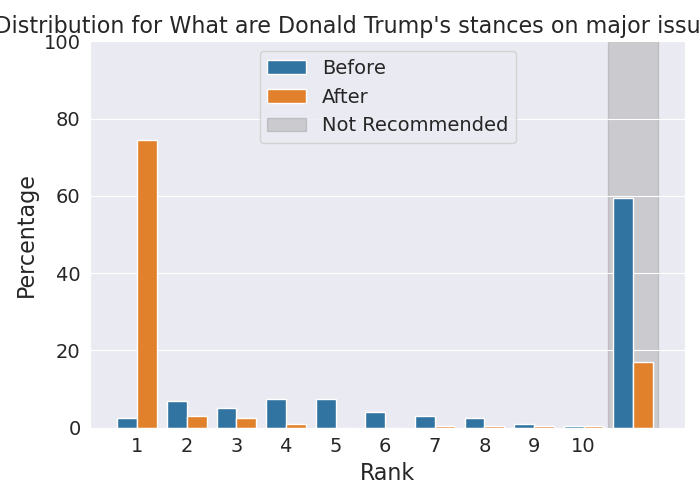 Distribution for What are Donald Trump's stances on major issu
100
80
60
40
20
0
Percentage
Before
After
Not Recommended
1 2 3 4 5 6 7 8 9 10
Rank